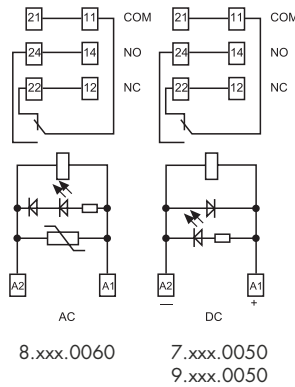 21 11 COM 21 11 COM
24 14 NO 24 14 NO
22 12 NC 22 12 NC
A2 A1 A2 A1
— +
AC DC
8.xxx.0060 7.xxx.0050
9.xxx.0050